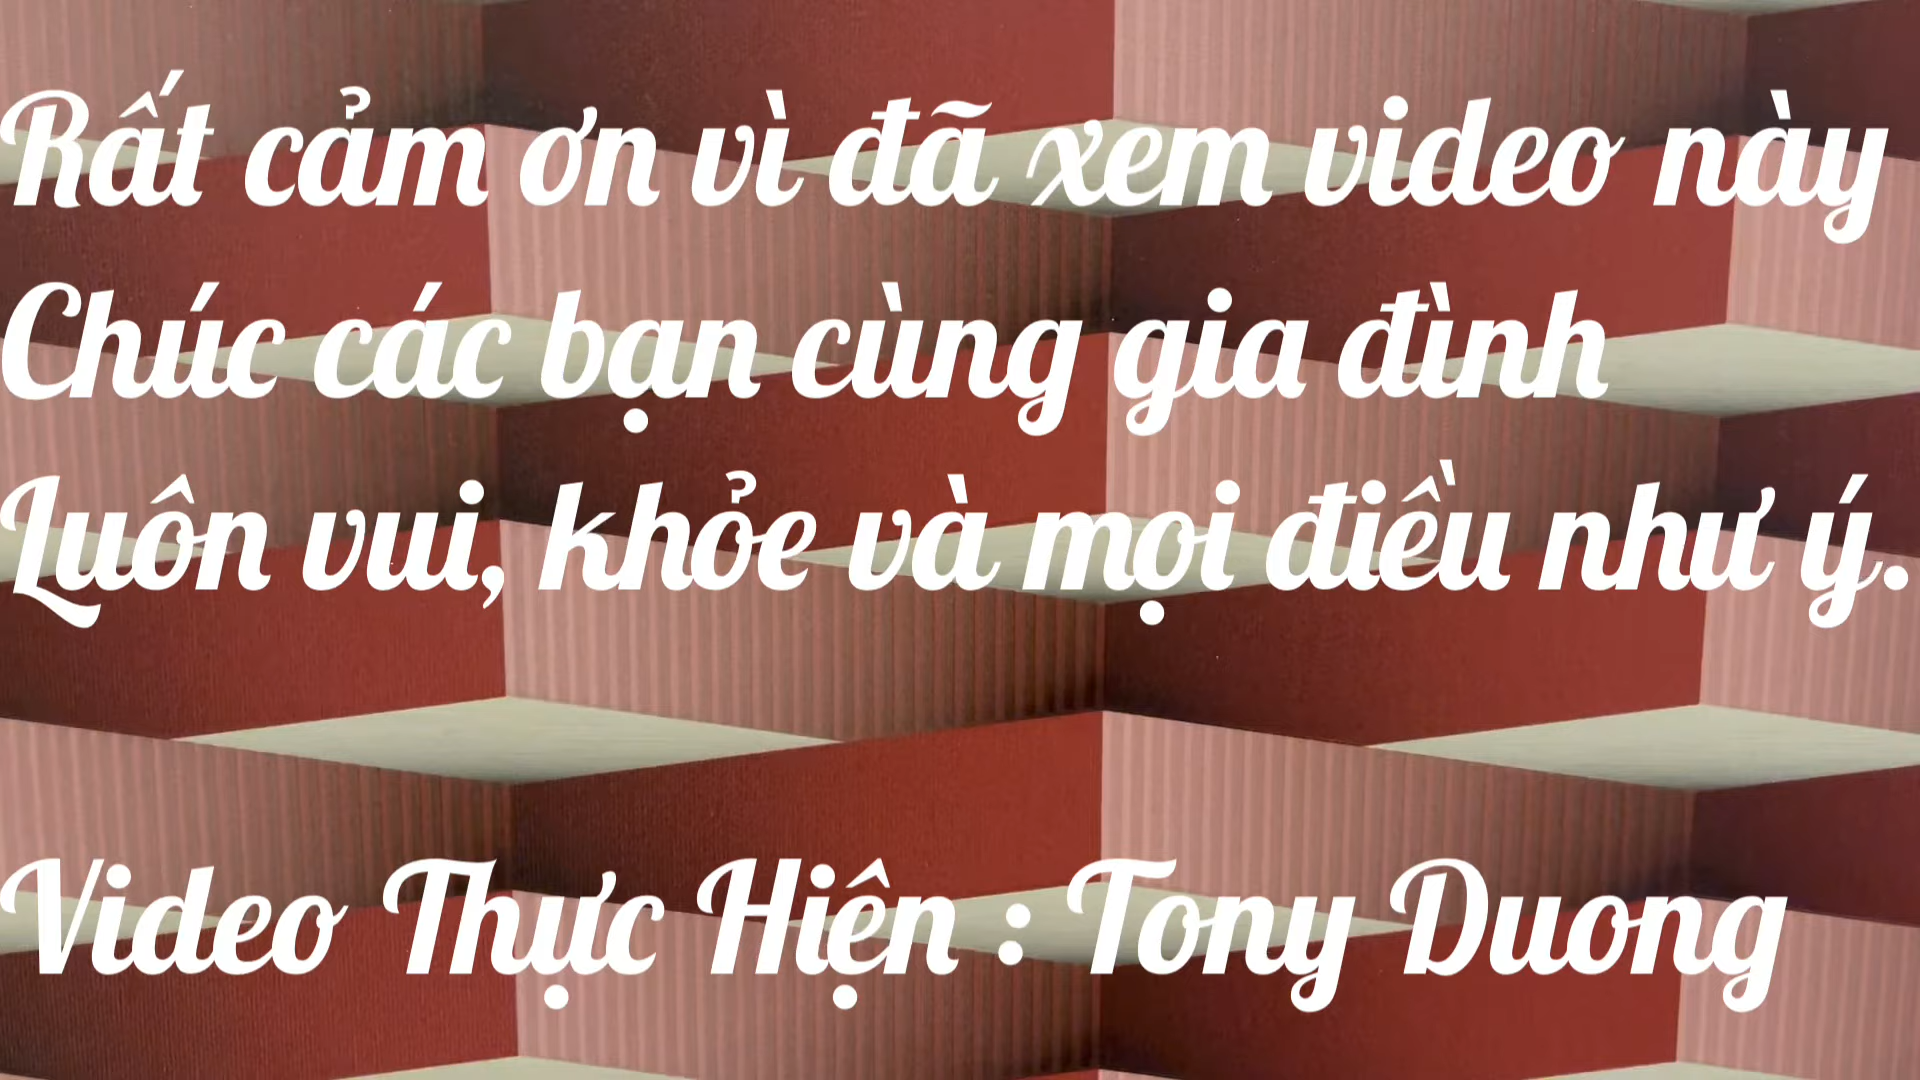 Rất cảm ơn vì đã xem video này
Chúc các bạn cùng gia đình
Luôn vui, khỏe và mọi điều như ý.
Video Thực Hiện : Tony Duong